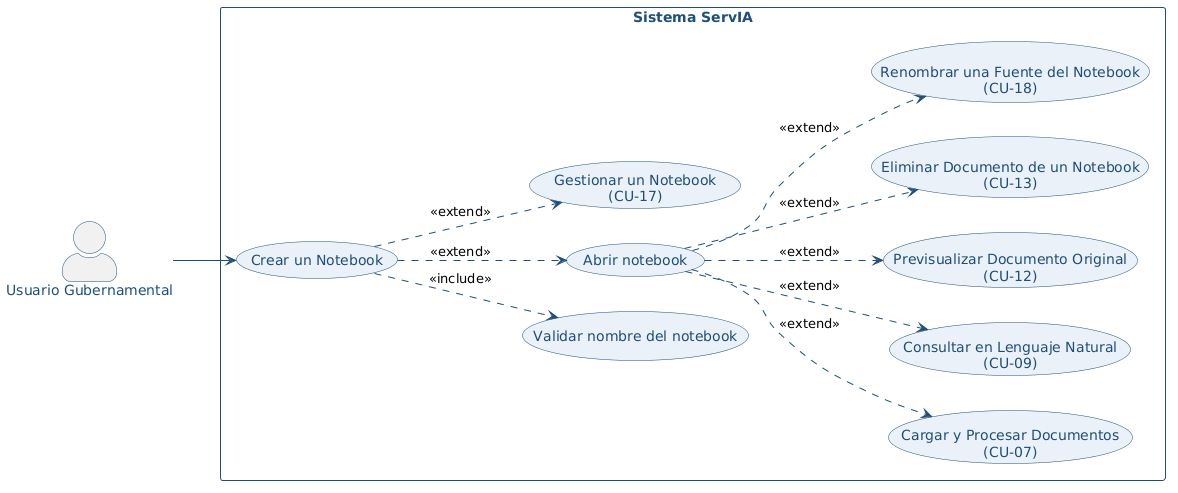 Sistema ServIA
Usuario Gubernamental
Crear un Notebook
«extend»
«extend»
«include»
Gestionar un Notebook
(CU-17)
Abrir notebook
Validar nombre del notebook
«extend»
«extend»
«extend»
«extend»
«extend»
Renombrar una Fuente del Notebook
(CU-18)
Eliminar Documento de un Notebook
(CU-13)
Previsualizar Documento Original
(CU-12)
Consultar en Lenguaje Natural
(CU-09)
Cargar y Procesar Documentos
(CU-07)